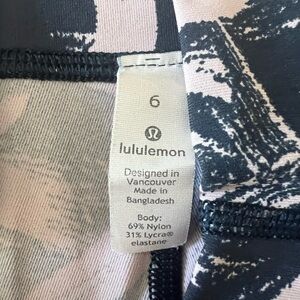 6
lululemon
Designed in
Vancouver
Made in
Bangladesh
Body:
69% Nylon
31% Lycra®
elastane